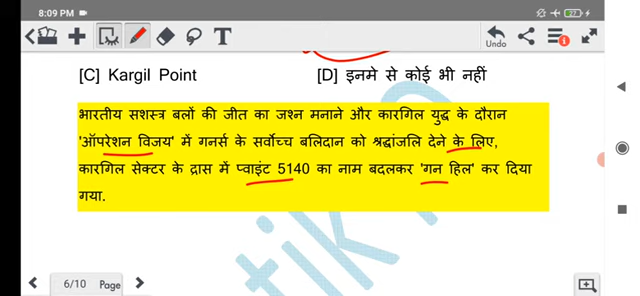 8:09 PM
27
Undo
[C] Kargil Point [D] इनमे से कोई भी नहीं
भारतीय सशस्त्र बलों की जीत का जश्न मनाने और कारगिल युद्ध के दौरान
'ऑपरेशन विजय' में गनर्स के सर्वोच्च बलिदान को श्रद्धांजलि देने के लिए,
कारगिल सेक्टर के द्रास में प्वाइंट 5140 का नाम बदलकर 'गन हिल' कर दिया
गया.
6/10 Page